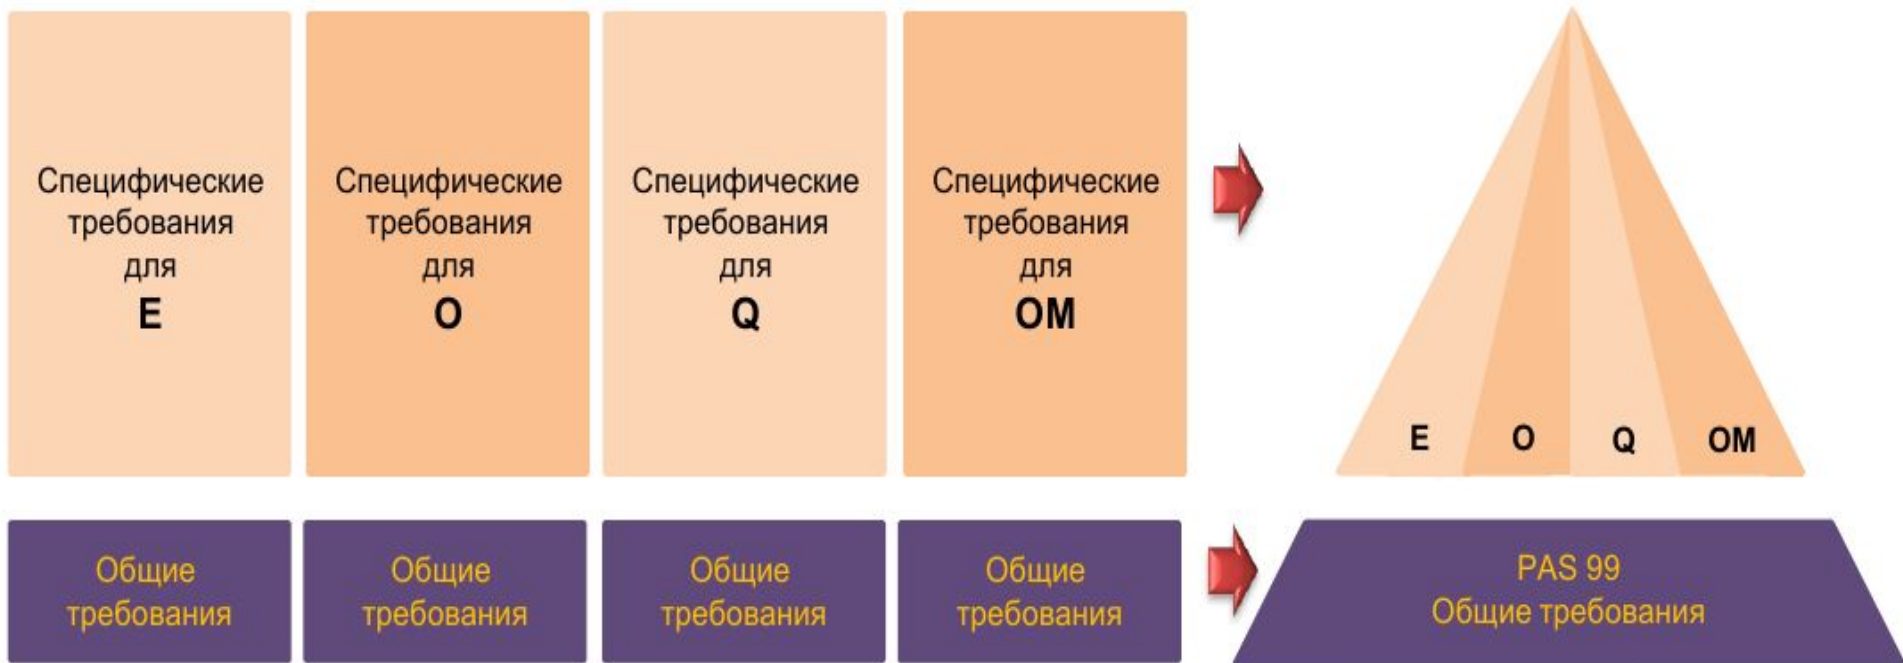 Специфические
требования
для
E
Специфические
требования
для
O
Специфические
требования
для
Q
Специфические
требования
для
OM
E
O
Q
OM
Общие
требования
Общие
требования
Общие
требования
Общие
требования
PAS 99
Общие требования